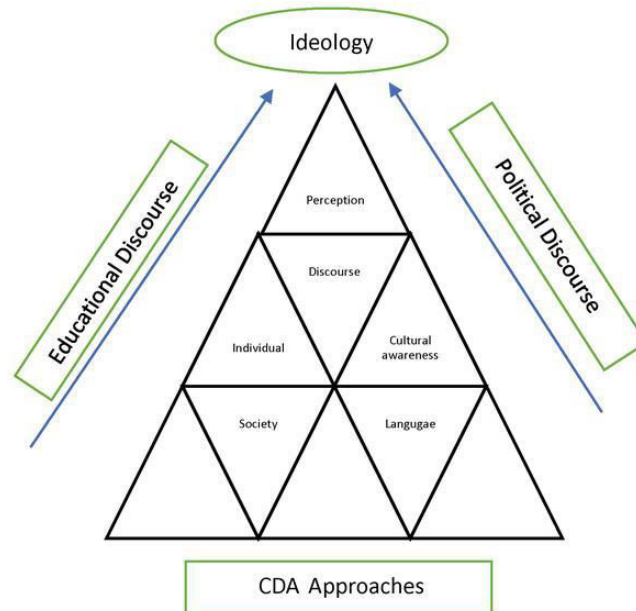 Ideology
Educational Discourse
Political Discourse
Perception
Discourse
Individual
Cultural
awareness
Society
Langugae
CDA Approaches